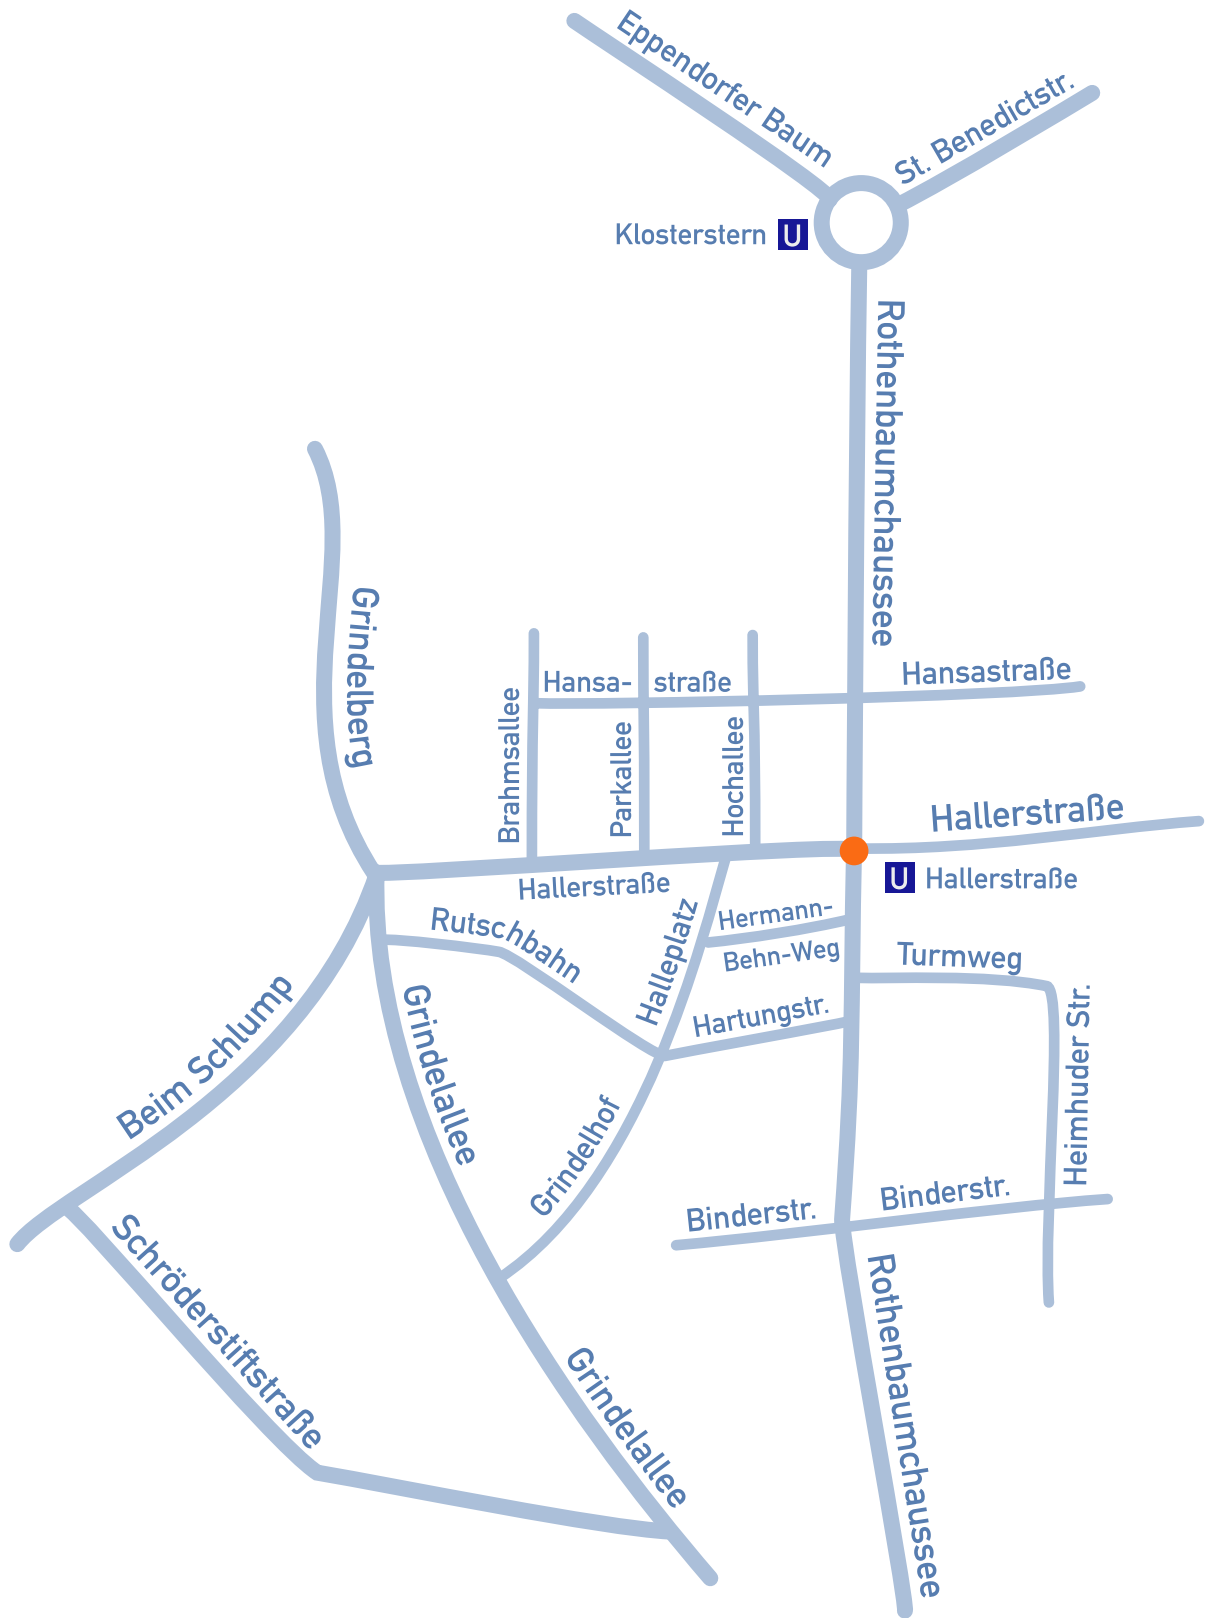 Eppendorfer Baum
St. Benedictstr.
Klosterstern U
Rothenbaumchaussee
Grindelberg
Hansa- straße
Hansastraße
Brahmsallee
Parkallee
Hochallee
Hallerstraße
U Hallerstraße
Hallerstraße
Rutschbahn
Halleplatz
Hermann-
Behn-Weg
Turmweg
Beim Schlump
Grindelallee
Hartungstr.
Heimhuder Str.
Grindelhof
Binderstr.
Binderstr.
Schröderstiftstraße
Rothenbaumchaussee
Grindelallee